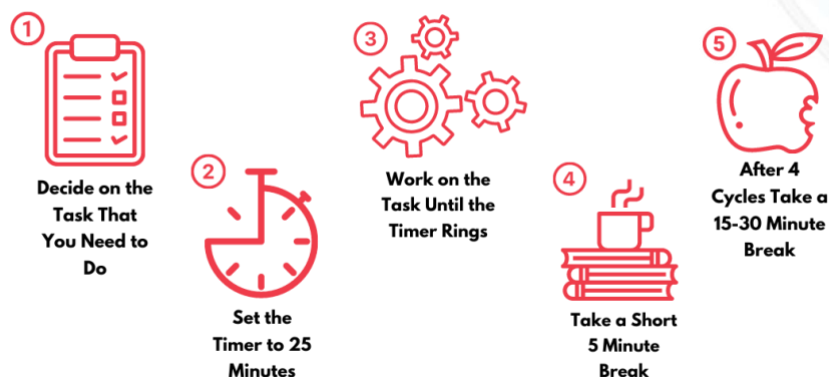 1
Decide on the
Task That
You Need to
Do
2
Set the
Timer to 25
Minutes
3
Work on the
Task Until the
Timer Rings
4
Take a Short
5 Minute
Break
5
After 4
Cycles Take a
15-30 Minute
Break